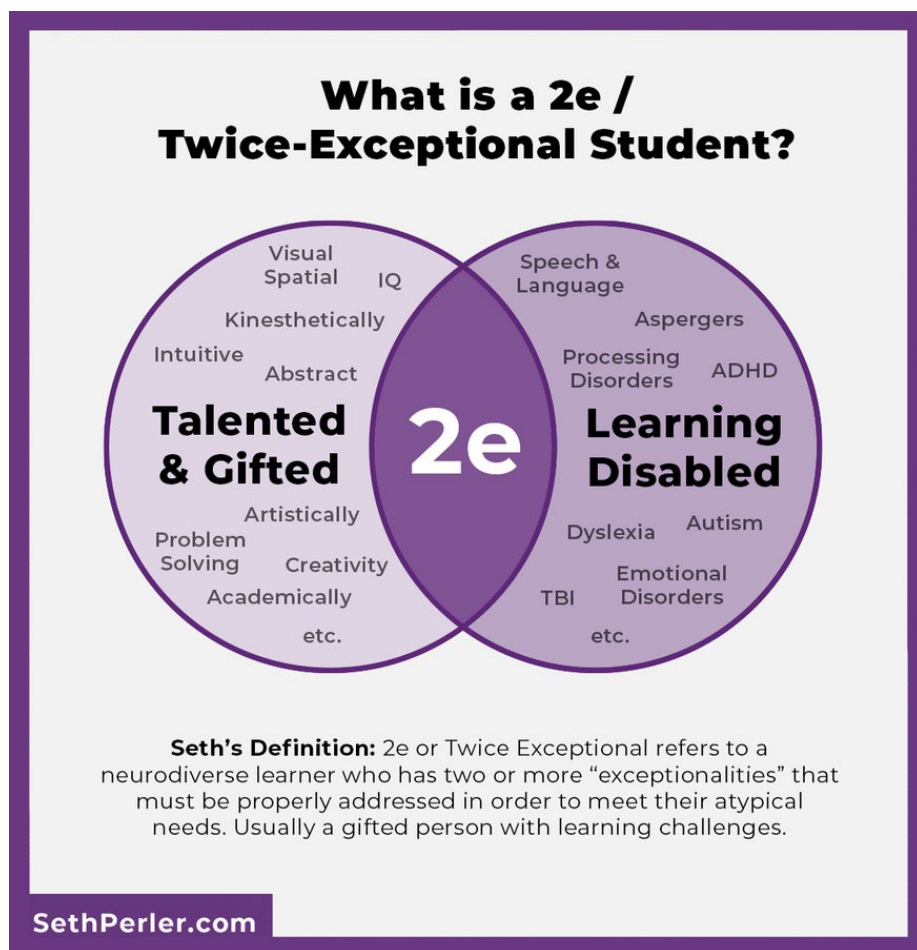 What is a 2e /
Twice-Exceptional Student?
Visual
Spatial
IQ
Kinesthetically
Intuitive
Abstract
Talented
& Gifted
Artistically
Problem
Solving
Creativity
Academically
etc.
2e
Speech &
Language
Aspergers
Processing
Disorders
ADHD
Learning
Disabled
Dyslexia
Autism
Emotional
Disorders
TBI
etc.
Seth’s Definition: 2e or Twice Exceptional refers to a
neurodiverse learner who has two or more “exceptionalities” that
must be properly addressed in order to meet their atypical
needs. Usually a gifted person with learning challenges.
SethPerler.com